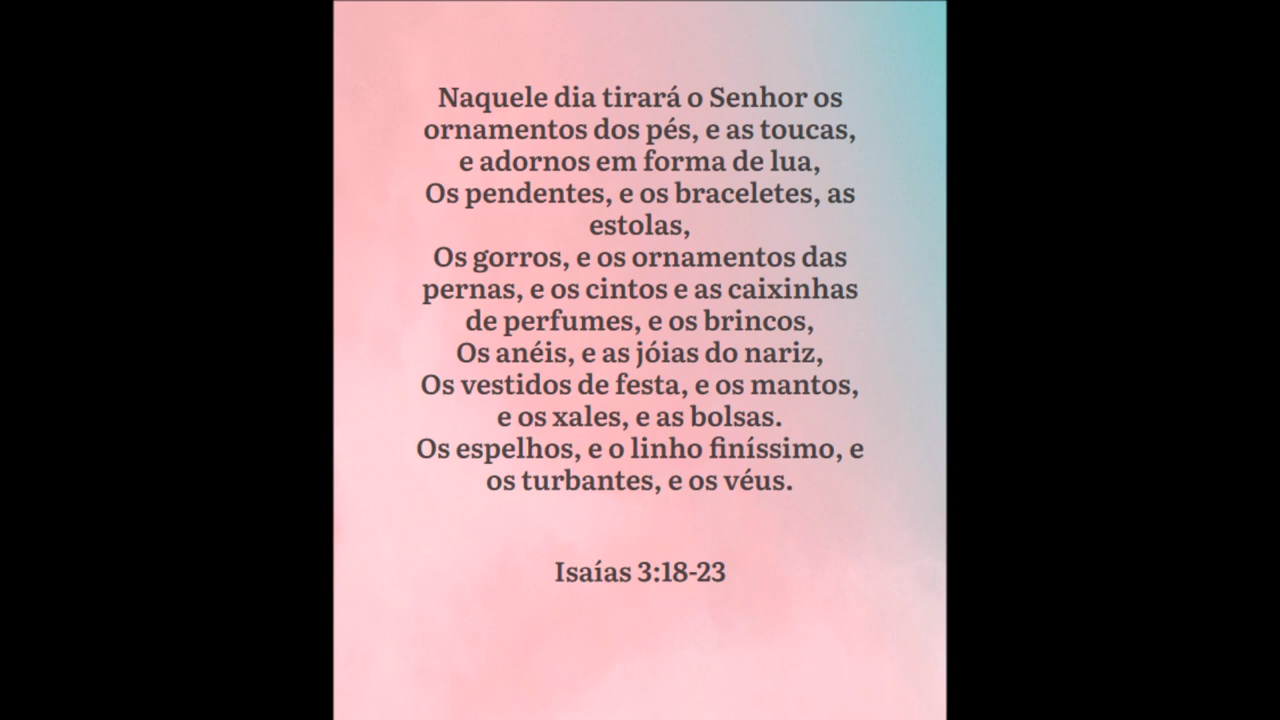 Naquele dia tirará o Senhor os
ornamentos dos pés, e as toucas,
e adornos em forma de lua,
Os pendentes, e os braceletes, as
estolas,
Os gorros, e os ornamentos das
pernas, e os cintos e as caixinhas
de perfumes, e os brincos,
Os anéis, e as jóias do nariz,
Os vestidos de festa, e os mantos,
e os xales, e as bolsas.
Os espelhos, e o linho finíssimo, e
os turbantes, e os véus.
Isaías 3:18-23